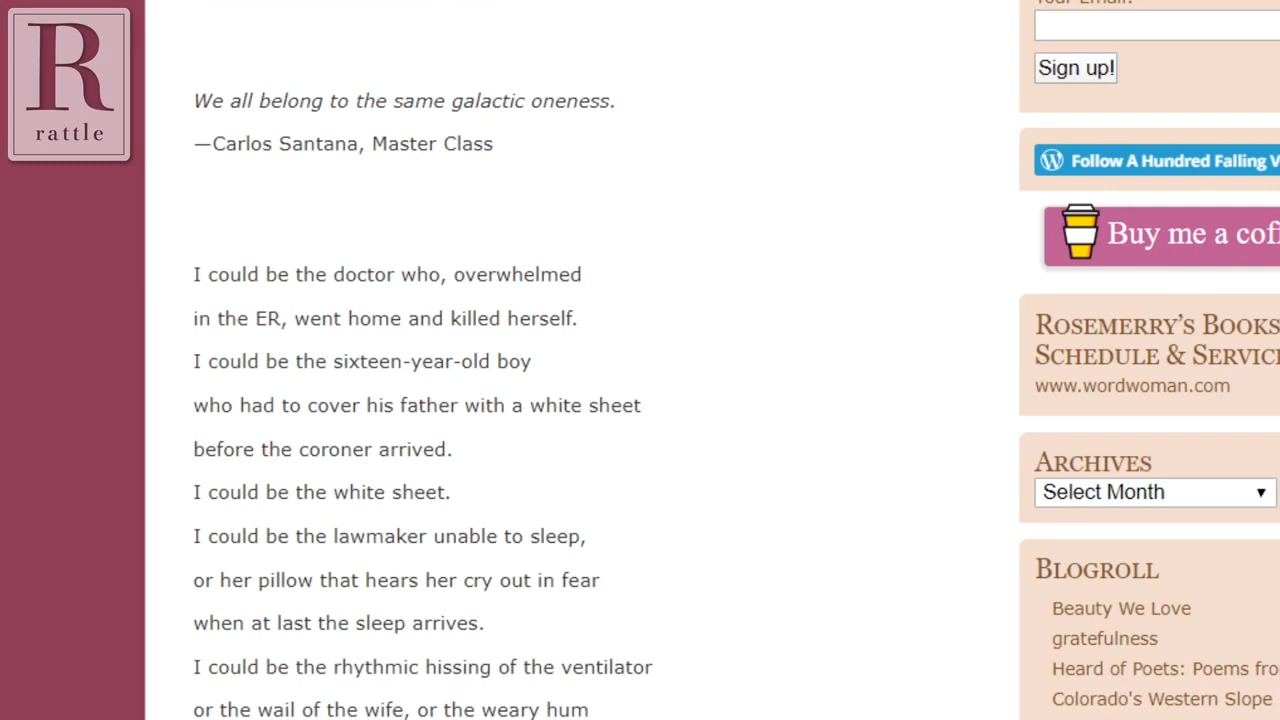 R
rattle
We all belong to the same galactic oneness.
—Carlos Santana, Master Class
I could be the doctor who, overwhelmed
in the ER, went home and killed herself.
I could be the sixteen-year-old boy
who had to cover his father with a white sheet
before the coroner arrived.
I could be the white sheet.
I could be the lawmaker unable to sleep,
or her pillow that hears her cry out in fear
when at last the sleep arrives.
I could be the rhythmic hissing of the ventilator
or the wail of the wife, or the weary hum
Your Email:
Sign up!
Follow A Hundred Falling V
Buy me a cof
Rosemerry's Books
Schedule & Servic
www.wordwoman.com
Archives
Select Month
Blogroll
Beauty We Love
gratefulness
Heard of Poets: Poems fro
Colorado's Western Slope